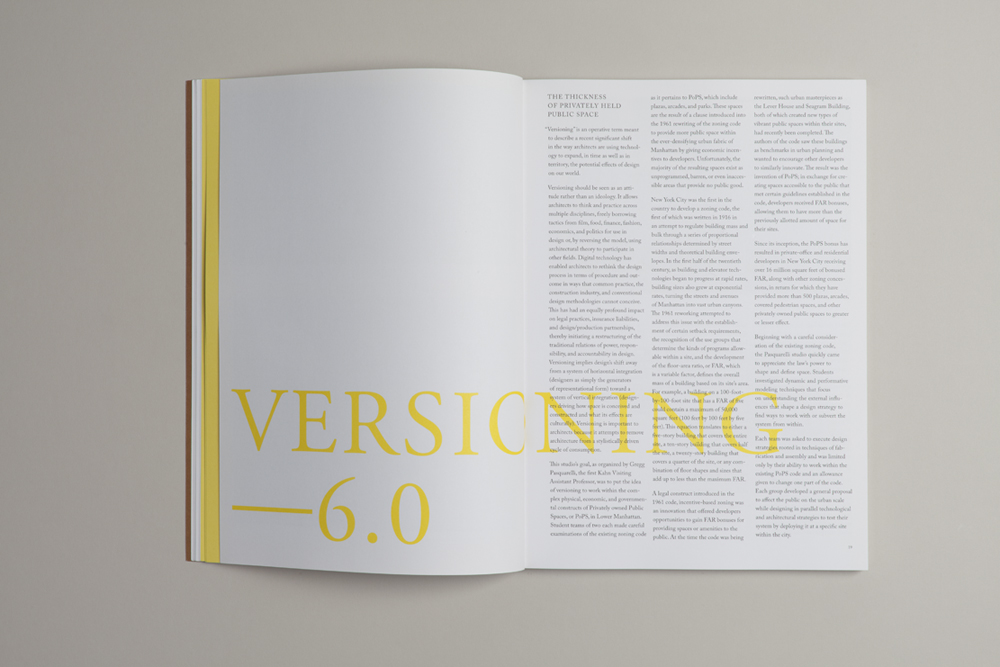 VERSIONING
—6.0
THE THICKNESS
OF PRIVATELY HELD
PUBLIC SPACE
"Versioning" is an operative term meant
to describe a recent significant shift
in the way architects are using technol-
ogy to expand, in time as well as in
territory, the potential effects of design
on our world.
Versioning should be seen as an atti-
tude rather than an ideology. It allows
architects to think and practice across
multiple disciplines, freely borrowing
tactics from film, food, finance, fashion,
economics, and politics for use in
design or, by reversing the model, using
architectural theory to participate in
other fields. Digital technology has
enabled architects to rethink the design
process in terms of procedure and out-
come in ways that common practice, the
construction industry, and conventional
design methodologies cannot conceive.
This has had an equally profound impact
on legal practices, insurance liabilities,
and design/production partnerships,
thereby initiating a restructuring of the
traditional relations of power, respon-
sibility, and accountability in design.
Versioning implies design's shift away
from a system of horizontal integration
(designers as simply the generators
of representational form) toward a
system of vertical integration (design-
ers driving how space is conceived and
constructed and what its effects are
culturally). Versioning is important to
architects because it attempts to remove
architecture from a stylistically driven
cycle of consumption.
This studio's goal, as organized by Gregg
Pasquarelli, the first Kahn Visiting
Assistant Professor, was to put the idea
of versioning to work within the com-
plex physical, economic, and government-
tal constructs of Privately owned Public
Spaces, or PoPS, in Lower Manhattan.
Student teams of two each made careful
examinations of the existing zoning code
as it pertains to PoPS, which include
plazas, arcades, and parks. These spaces
are the result of a clause introduced into
the 1961 rewriting of the zoning code
to provide more public space within
the ever densifying urban fabric of
Manhattan by giving economic incen-
tives to developers. Unfortunately, the
majority of the resulting spaces exist as
unprogrammed, barren, or even inacces-
sible areas that provide no public good.
New York City was the first in the
country to develop a zoning code, the
first of which was written in 1916 in
an attempt to regulate building mass and
bulk through a series of proportional
relationships determined by street
widths and theoretical building enve-
lopes. In the first half of the twentieth
century, as building and elevator tech-
nologies began to progress at rapid rates,
building sizes also grew at exponential
rates, turning the streets and avenues
of Manhattan into vast urban canyons.
The 1961 reworking attempted to
address this issue with the establish-
ment of certain setback requirements,
the recognition of the use groups that
determine the kinds of programs allow-
able within a site, and the development
of the floor-area ratio, or FAR, which
is a variable factor, defines the overall
mass of a building based on its site's area.
For example, a building on a 100-foot
by 100-foot site that has a FAR of five
could contain a maximum of 50,000
square feet (100 feet by 100 feet by five
feet). This equation translates to either a
five-story building that covers the entire
site, a ten-story building that covers half
the site, a twenty-story building that
covers a quarter of the site, or any com-
bination of floor shapes and sizes that
add up to less than the maximum FAR.
A legal construct introduced in the
1961 code, incentive-based zoning was
an innovation that offered developers
opportunities to gain FAR bonuses for
providing spaces or amenities to the
public. At the time the code was being
rewritten, such urban masterpieces as
the Lever House and Seagram Building,
both of which created new types of
vibrant public spaces within their sites,
had recently been completed. The
authors of the code saw these buildings
as benchmarks in urban planning and
wanted to encourage other developers
to similarly innovate. The result was the
invention of PoPS; in exchange for cre-
ating spaces accessible to the public that
met certain guidelines established in the
code, developers received FAR bonuses,
allowing them to have more than the
previously allotted amount of space for
their sites.
Since its inception, the PoPS bonus has
resulted in private-office and residential
developers in New York City receiving
over 16 million square feet of bonused
FAR, along with other zoning conces-
sions, in return for which they have
provided more than 500 plazas, arcades,
covered pedestrian spaces, and other
privately owned public spaces to greater
or lesser effect.
Beginning with a careful consider-
ation of the existing zoning code,
the Pasquarelli studio quickly came
to appreciate the law's power to
shape and define space. Students
investigated dynamic and performative
modeling techniques that focus
on understanding the external influ-
ences that shape a design strategy to
find ways to work with or subvert the
system from within.
Each team was asked to execute design
strategies rooted in techniques of fab-
rication and assembly and was limited
only by their ability to work within the
existing PoPS code and an allowance
given to change one part of the code.
Each group developed a general proposal
to affect the public on the urban scale
while designing in parallel technological
and architectural strategies to test their
system by deploying it at a specific site
within the city.